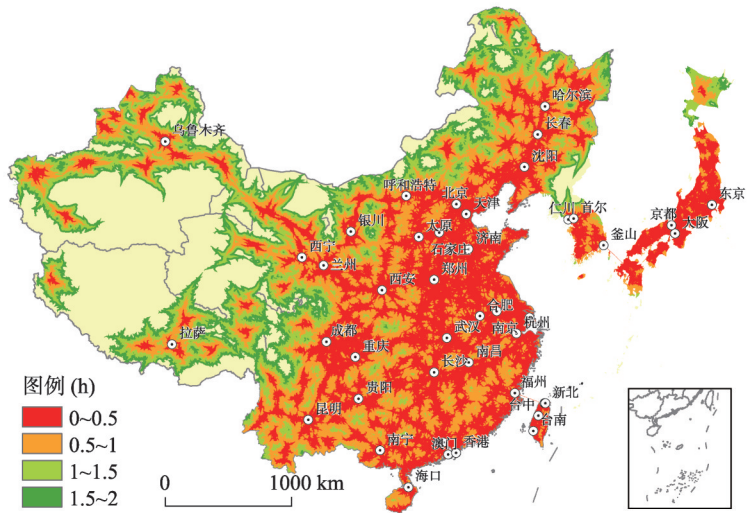 哈尔滨
长春
乌鲁木齐
沈阳
呼和浩特
北京
天津
银川
太原
石家庄
济南
仁川
首尔
釜山
京都
大阪
东京
西宁
兰州
西安
郑州
合肥
南京
杭州
武汉
成都
重庆
拉萨
长沙
南昌
贵阳
福州
新北
台中
台南
昆明
南宁
澳门
香港
海口
图例 (h)
0~0.5
0.5~1
1~1.5
1.5~2
0 1000 km